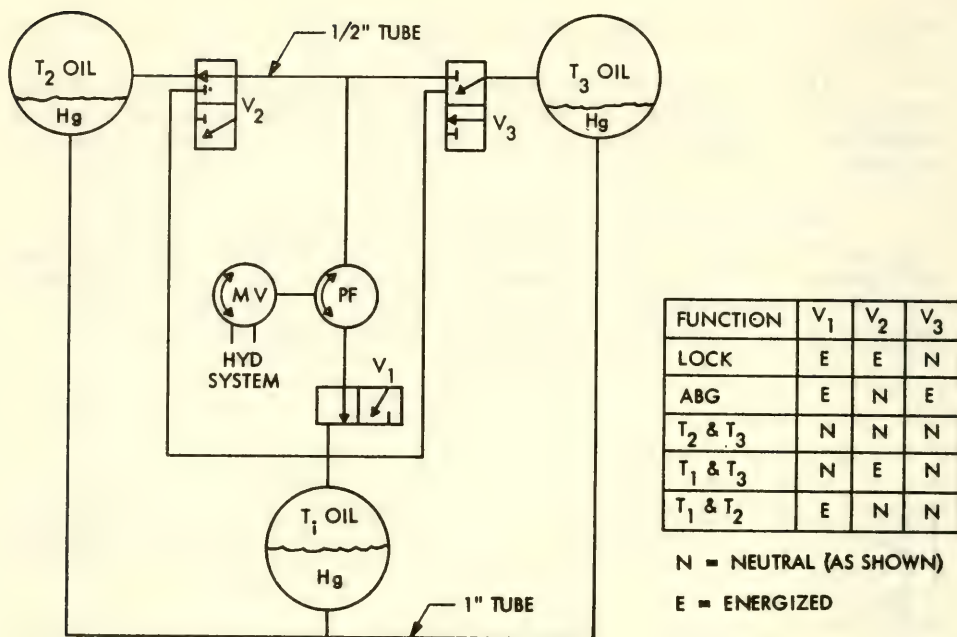 1/2" TUBE
T2 OIL
Hg
V2
T3 OIL
Hg
V3
MV
PF
HYD
SYSTEM
V1
Ti OIL
Hg
1" TUBE
FUNCTION V1 V2 V3
LOCK E E N
ABG E N E
T2 & T3 N N N
T1 & T3 N E N
T1 & T2 E N N
N = NEUTRAL (AS SHOWN)
E = ENERGIZED